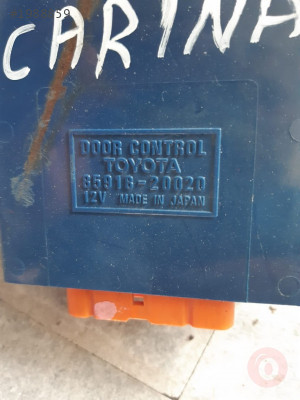 CARINA
DOOR CONTROL
TOYOTA
85918-20020
12V MADE IN JAPAN